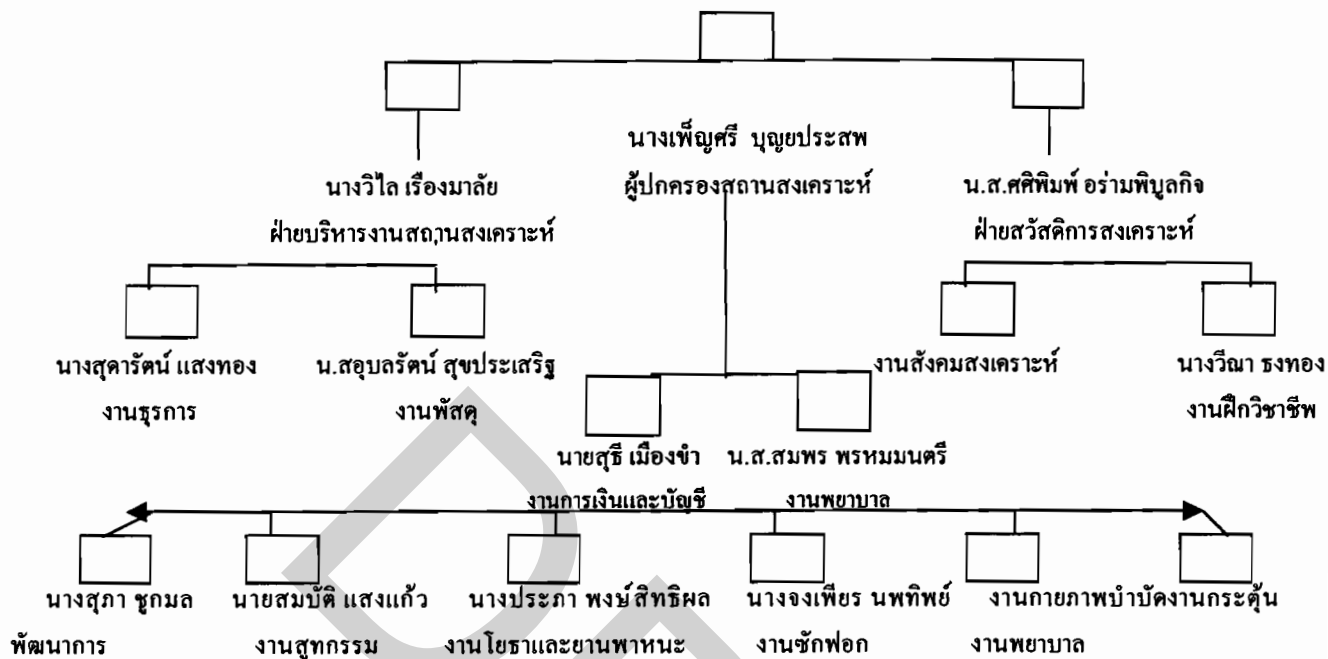 นางเพ็ญศรี บุญยประสพ
นางวิไล เรืองมาลัย
ผู้ปกครองสถานสงเคราะห์
น.ส.ศศิพิมพ์ อร่ามพิบูลกิจ
ฝ่ายบริหารงานสถานสงเคราะห์
ฝ่ายสวัสดิการสงเคราะห์
นางสุดารัตน์ แสงทอง
น.สอุบลรัตน์ สุขประเสริฐ
งานสังคมสงเคราะห์
นางวีณา ธงทอง
งานธุรการ
งานพัสดุ
งานฝึกวิชาชีพ
นายสุธี เมืองขำ
น.ส.สมพร พรหมมนตรี
งานการเงินและบัญชี
งานพยาบาล
นางสุภา ชูกมล
นายสมบัติ แสงแก้ว
นางประภา พงษ์สิทธิผล
นางจงเพียร นพทิพย์
งานกายภาพบำบัดงานกระตุ้น
พัฒนาการ
งานสูทกรรม
งานโยธาและยานพาหนะ
งานซักฟอก
งานพยาบาล